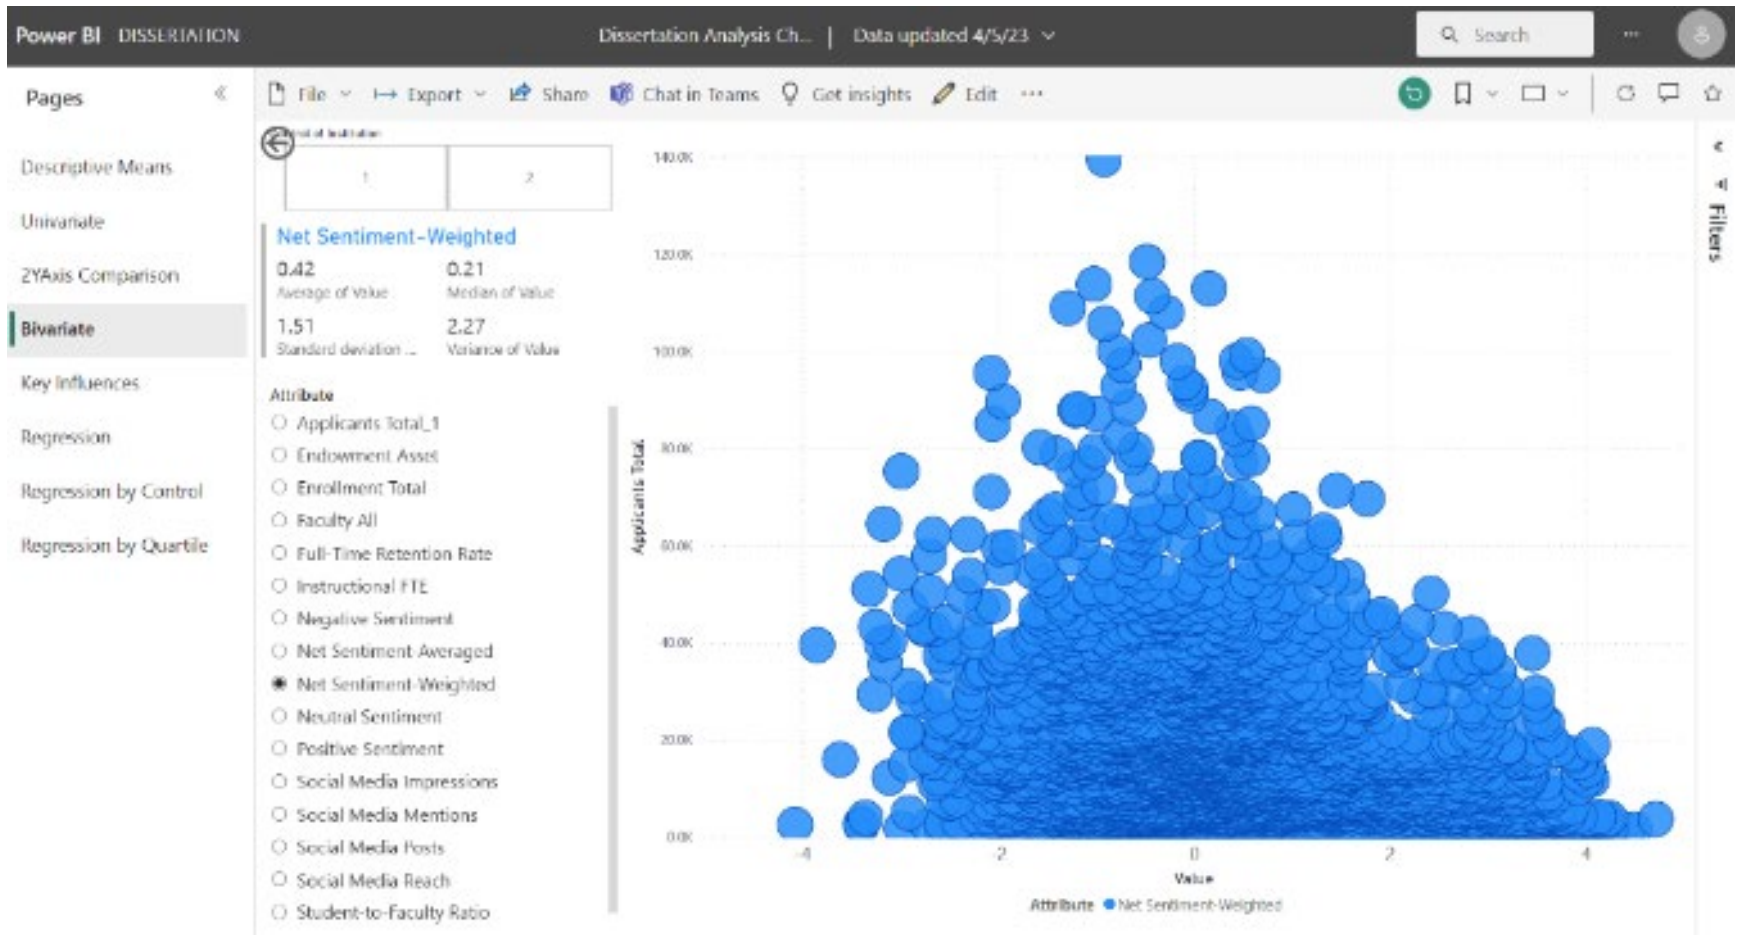 Power BI DISSERTATION
Dissertation Analysis Ch... | Data updated 4/5/23
Search
Pages
File Export Share Chat in Teams Get insights Edit ...
Descriptive Means
Univariate
2YAxis Comparison
Bivariate
Key Influences
Regression
Regression by Control
Regression by Quartile
of Institution
1 2
Net Sentiment-Weighted
0.42 0.21
Average of Value Median of Value
1.51 2.27
Standard deviation ... Variance of Value
Attribute
Applicants Total_1
Endowment Asset
Enrollment Total
Faculty All
Full-Time Retention Rate
Instructional FTE
Negative Sentiment
Net Sentiment Averaged
Net Sentiment-Weighted
Neutral Sentiment
Positive Sentiment
Social Media Impressions
Social Media Mentions
Social Media Posts
Social Media Reach
Student-to-Faculty Ratio
Applicants Total
140.0K
120.0K
100.0K
80.0K
60.0K
40.0K
20.0K
0.0K
-4 -2 0 2 4
Value
Attribute Net Sentiment-Weighted
Filters